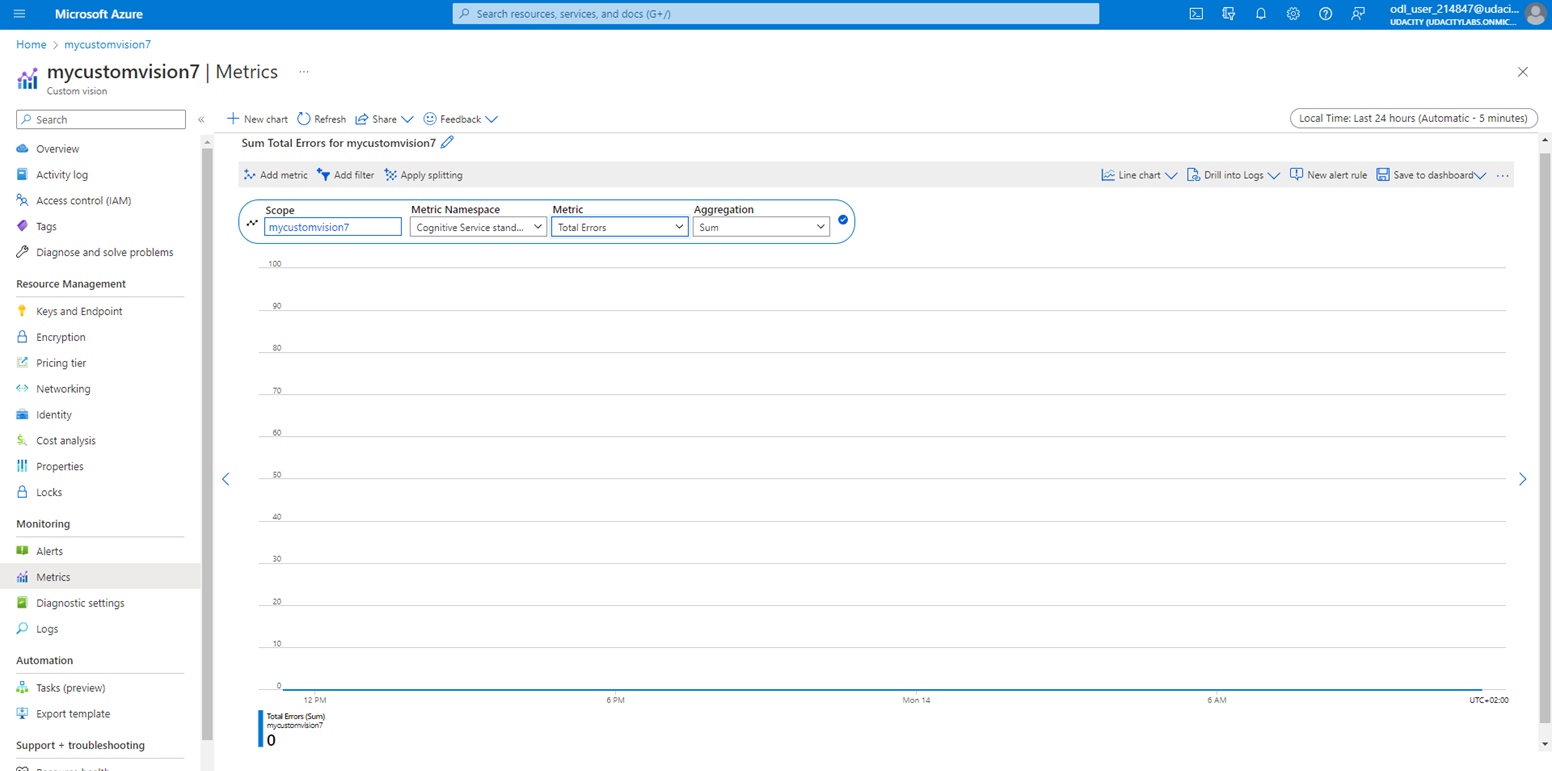 Microsoft Azure
Search resources, services, and docs (G+/)
odl_user_214847@udaci...
UDACITY (UDACITYLABS.ONMIC...
Home > mycustomvision7
mycustomvision7 | Metrics ...
Custom vision
Search
«
New chart Refresh Share Feedback
Local Time: Last 24 hours (Automatic - 5 minutes)
Overview
Activity log
Access control (IAM)
Tags
Diagnose and solve problems
Resource Management
Keys and Endpoint
Encryption
Pricing tier
Networking
Identity
Cost analysis
Properties
Locks
Monitoring
Alerts
Metrics
Diagnostic settings
Logs
Automation
Tasks (preview)
Export template
Support + troubleshooting
Resource health
Sum Total Errors for mycustomvision7
Add metric Add filter Apply splitting
Line chart Drill into Logs New alert rule Save to dashboard ...
Scope Metric Namespace Metric Aggregation
mycustomvision7 Cognitive Service stand... Total Errors Sum
100
90
80
70
60
50
40
30
20
10
0
12 PM 6 PM Mon 14 6 AM UTC+02:00
Total Errors (Sum)
mycustomvision7
0